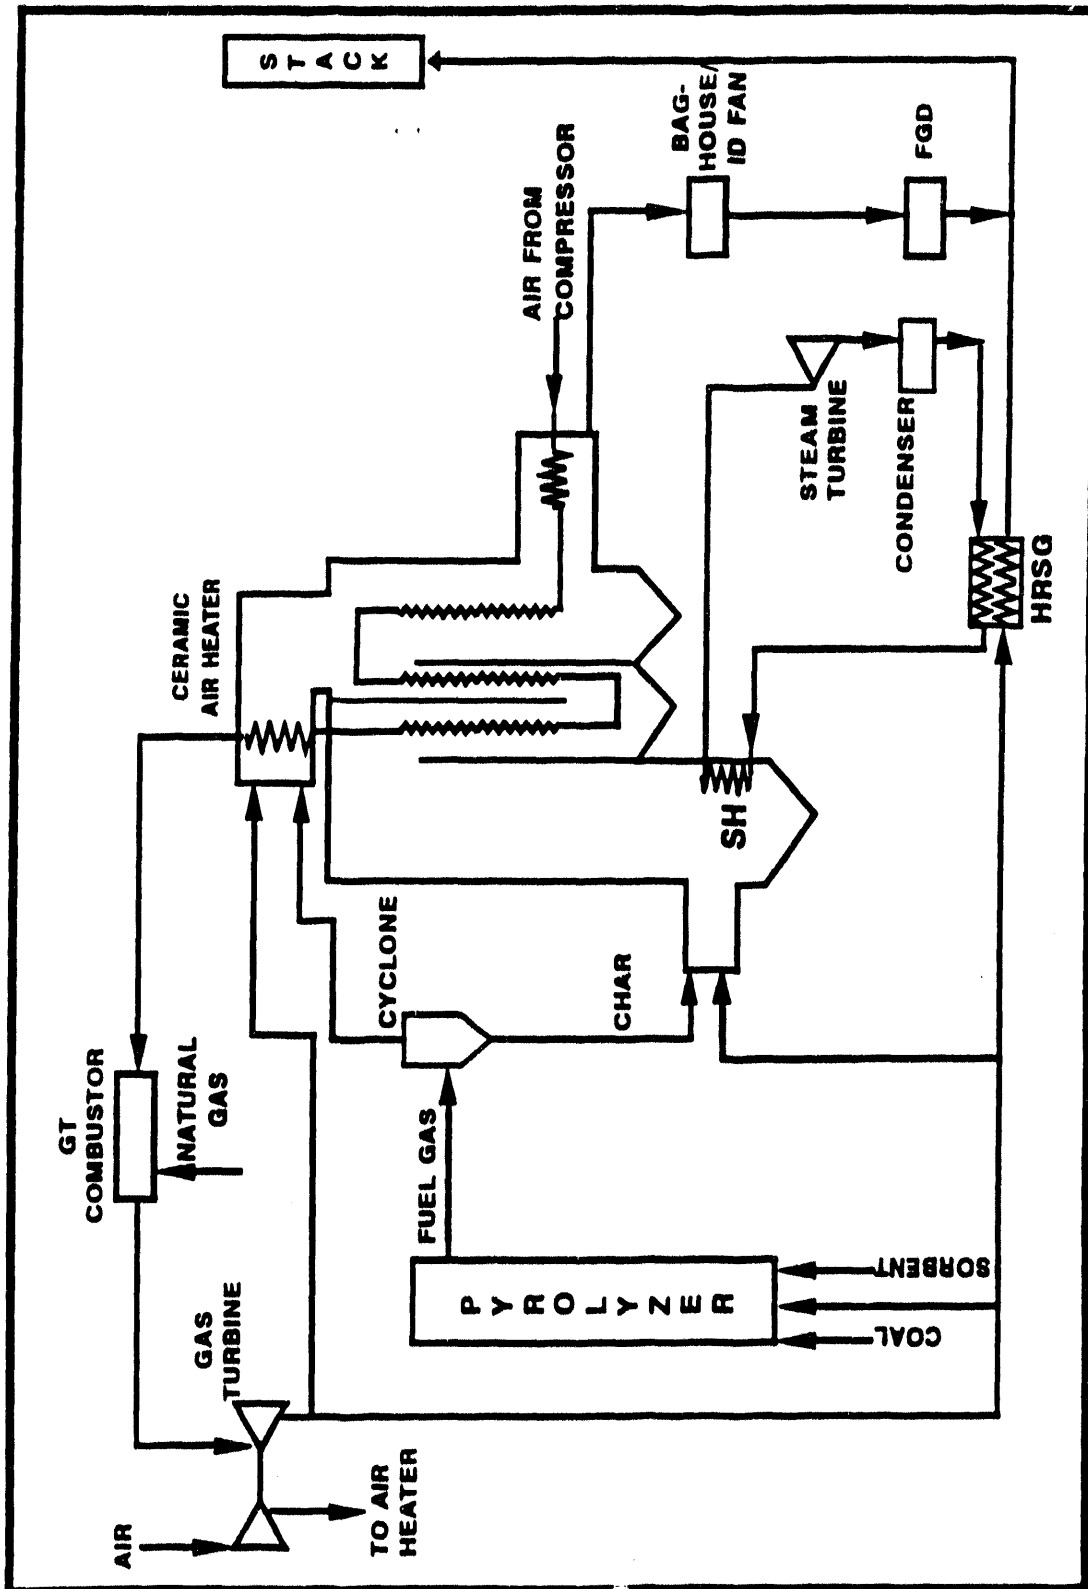 GT
COMBUSTOR
AIR
GAS
TURBINE
NATURAL
GAS
CERAMIC
AIR HEATER
STACK
TO AIR
HEATER
CYCLONE
FUEL GAS
PYROLYZER
AIR FROM
COMPRESSOR
CHAR
BAG-
HOUSE/
ID FAN
SH
STEAM
TURBINE
COAL
SORBENT
CONDENSER
FGD
HRSG